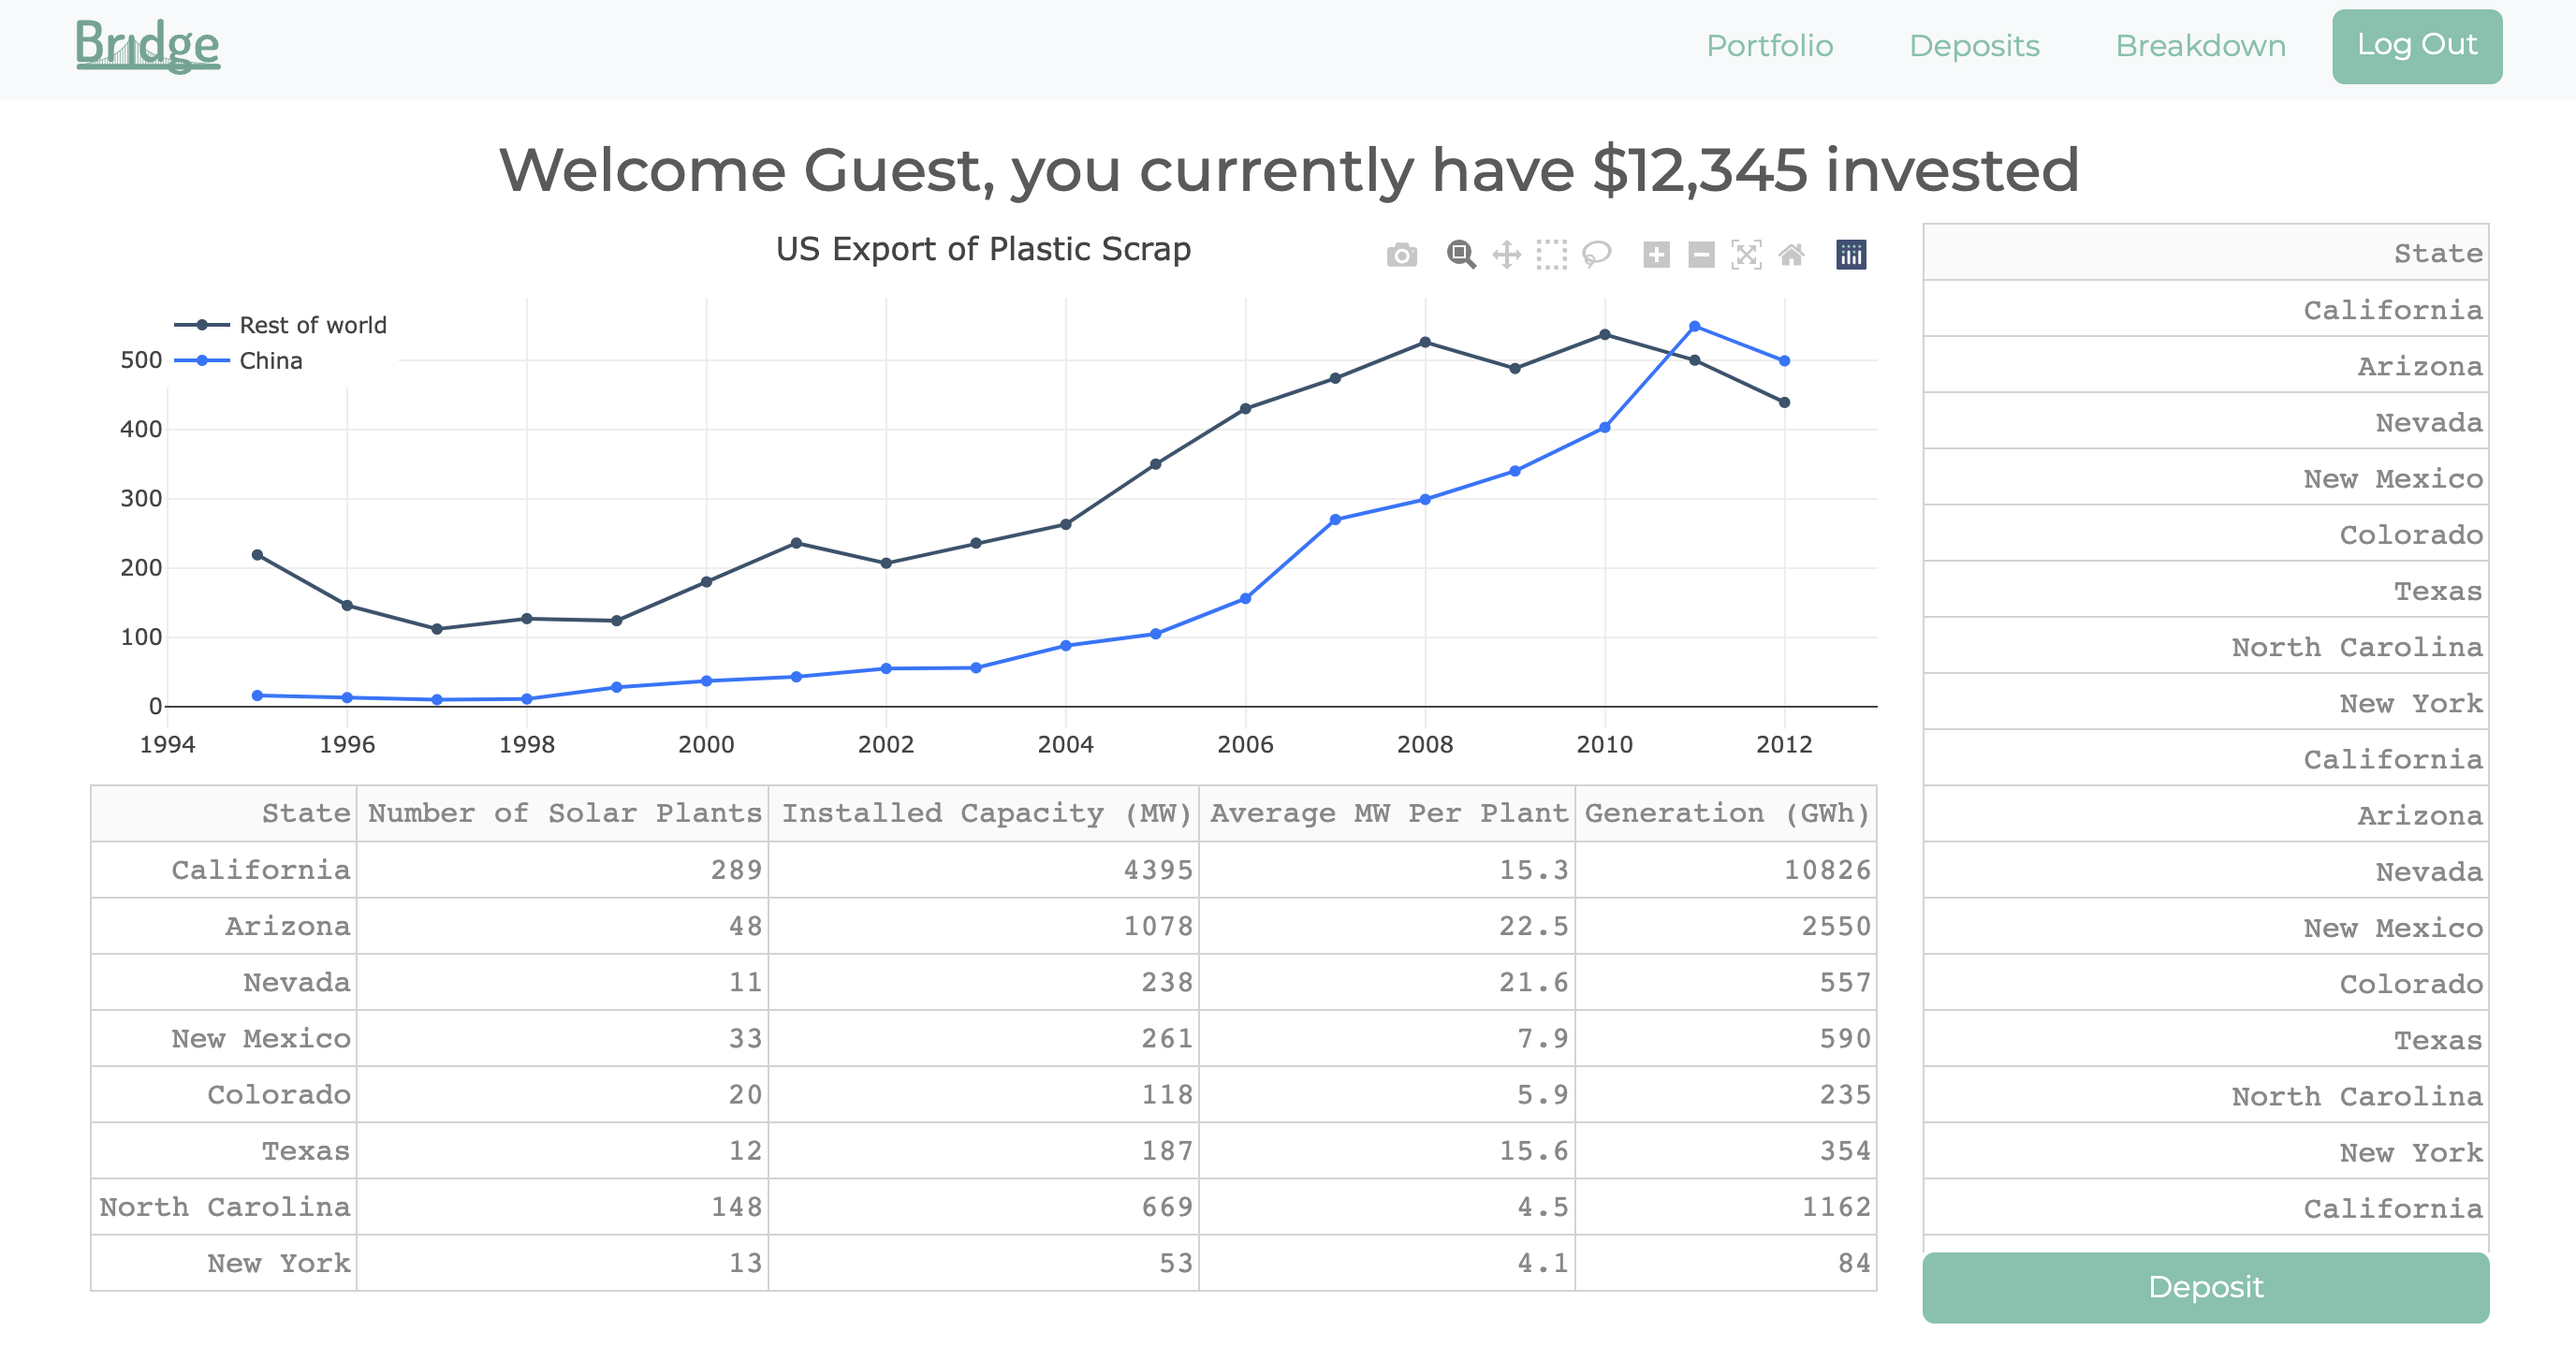 Bridge
Portfolio Deposits Breakdown Log Out
Welcome Guest, you currently have $12,345 invested
US Export of Plastic Scrap
Rest of world
China
500
400
300
200
100
0
1994 1996 1998 2000 2002 2004 2006 2008 2010 2012
State Number of Solar Plants Installed Capacity (MW) Average MW Per Plant Generation (GWh)
California 289 4395 15.3 10826
Arizona 48 1078 22.5 2550
Nevada 11 238 21.6 557
New Mexico 33 261 7.9 590
Colorado 20 118 5.9 235
Texas 12 187 15.6 354
North Carolina 148 669 4.5 1162
New York 13 53 4.1 84
State
California
Arizona
Nevada
New Mexico
Colorado
Texas
North Carolina
New York
California
Arizona
Nevada
New Mexico
Colorado
Texas
North Carolina
New York
California
Deposit